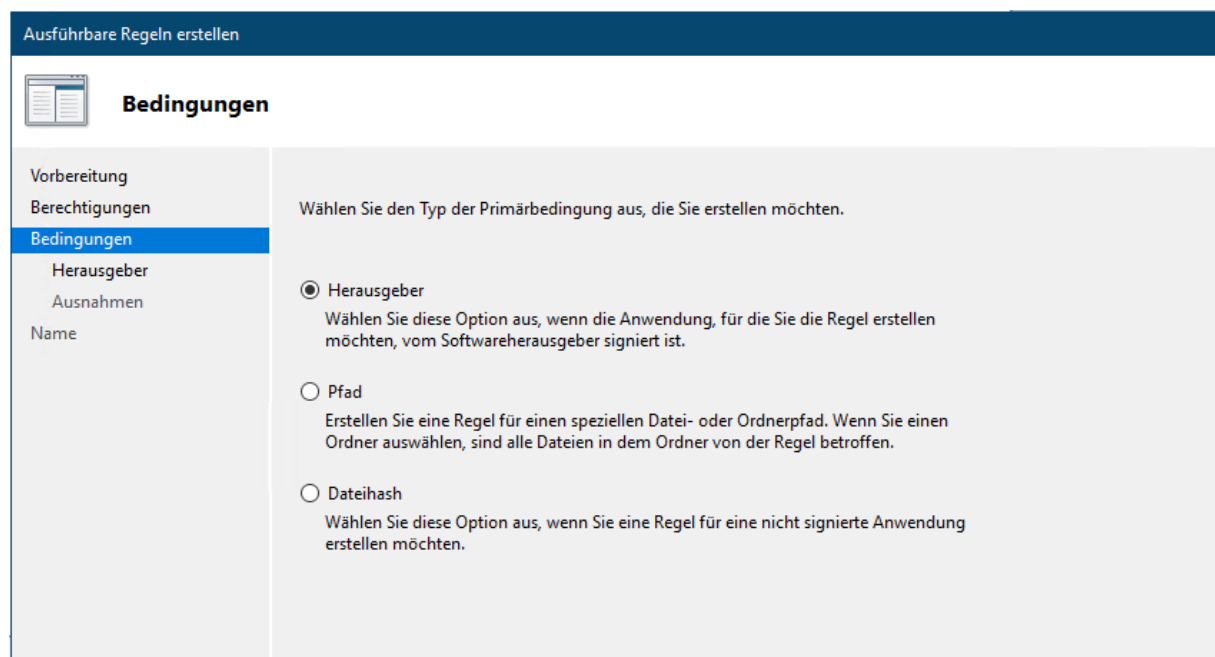 Ausführbare Regeln erstellen
Bedingungen
Vorbereitung
Berechtigungen
Bedingungen
Herausgeber
Ausnahmen
Name
Wählen Sie den Typ der Primärbedingung aus, die Sie erstellen möchten.
Herausgeber
Wählen Sie diese Option aus, wenn die Anwendung, für die Sie die Regel erstellen
möchten, vom Softwareherausgeber signiert ist.
Pfad
Erstellen Sie eine Regel für einen speziellen Datei- oder Ordnerpfad. Wenn Sie einen
Ordner auswählen, sind alle Dateien in dem Ordner von der Regel betroffen.
Dateihash
Wählen Sie diese Option aus, wenn Sie eine Regel für eine nicht signierte Anwendung
erstellen möchten.